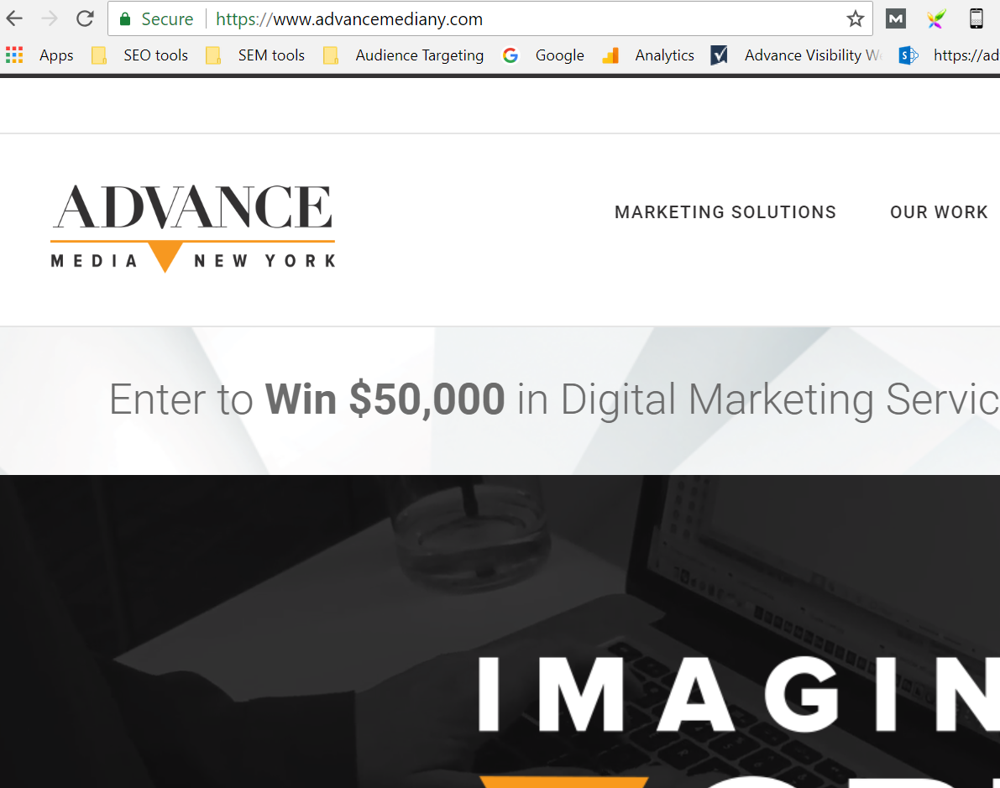 Secure https://www.advancemediany.com
Apps SEO tools SEM tools Audience Targeting Google Analytics Advance Visibility https://ad
ADVANCE
MEDIA NEW YORK
MARKETING SOLUTIONS OUR WORK
Enter to Win $50,000 in Digital Marketing Servic
IMAGIN